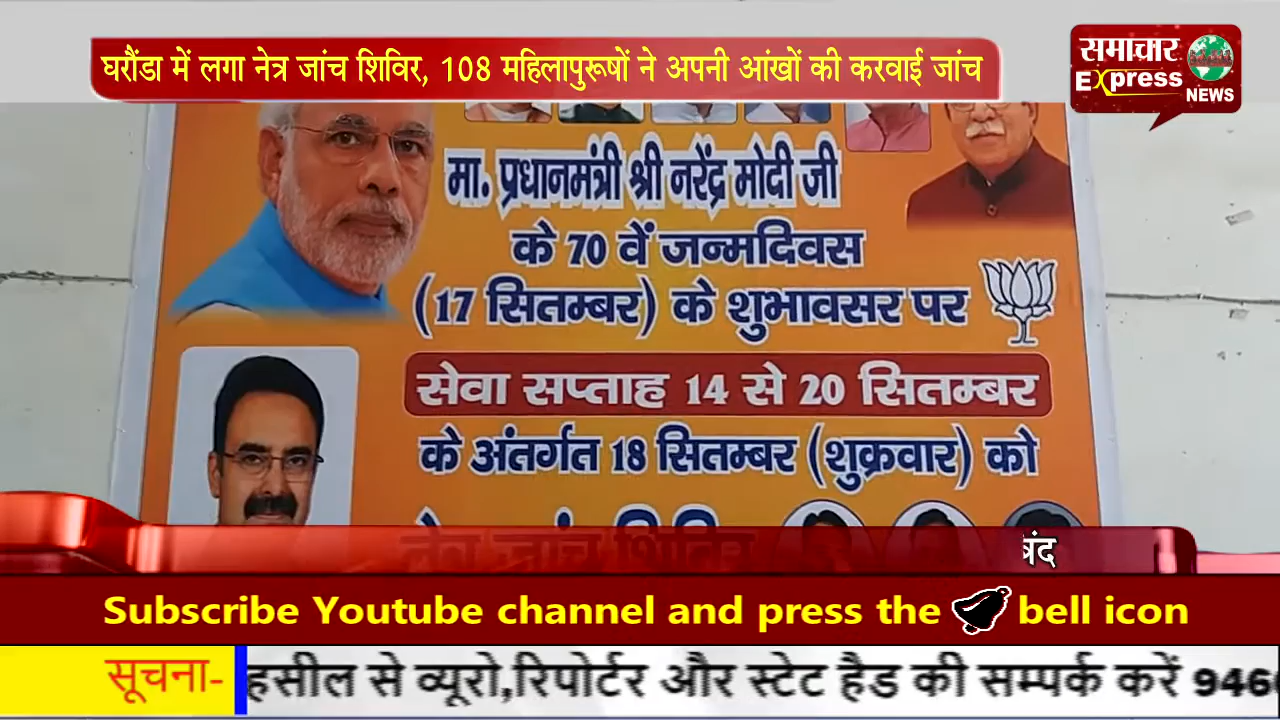 घरौंडा में लगा नेत्र जांच शिविर, 108 महिलापुरूषों ने अपनी आंखों की करवाई जांच
समाचार
Express
NEWS
मा. प्रधानमंत्री श्री नरेंद्र मोदी जी
के 70 वें जन्मदिवस
(17 सितम्बर) के शुभावसर पर
सेवा सप्ताह 14 से 20 सितम्बर
के अंतर्गत 18 सितम्बर (शुक्रवार) को
नेत्र जांच शिविर
Subscribe Youtube channel and press the bell icon
सूचना- हसील से व्यूरो,रिपोर्टर और स्टेट हैड की सम्पर्क करें 946